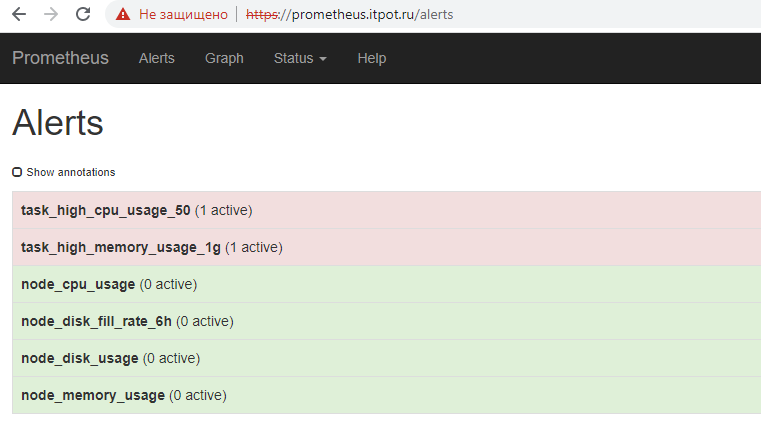 Не защищено https://prometheus.itpot.ru/alerts
Prometheus Alerts Graph Status Help
Alerts
Show annotations
task_high_cpu_usage_50 (1 active)
task_high_memory_usage_1g (1 active)
node_cpu_usage (0 active)
node_disk_fill_rate_6h (0 active)
node_disk_usage (0 active)
node_memory_usage (0 active)